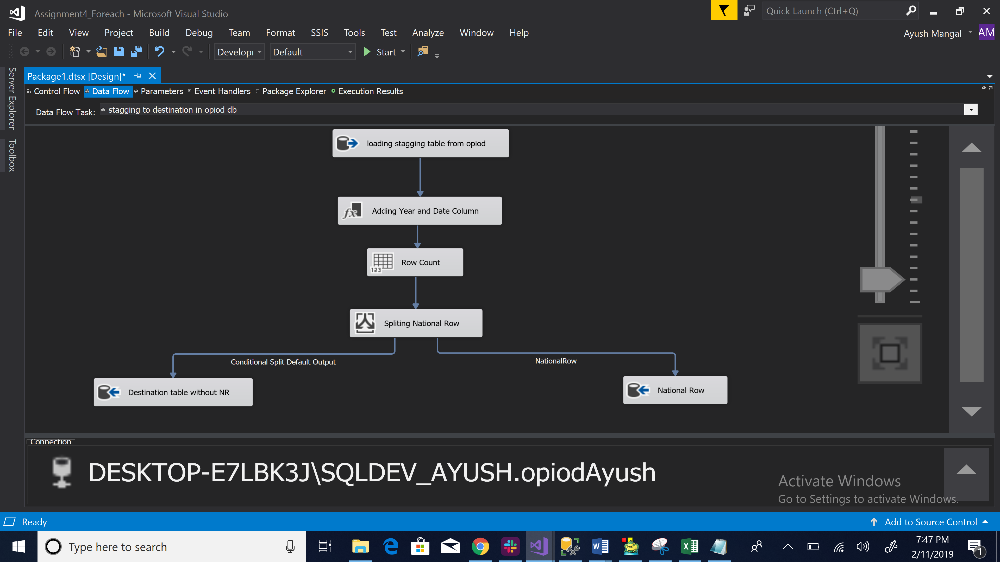 Assignment4_Foreach - Microsoft Visual Studio
Quick Launch (Ctrl+Q)
File Edit View Project Build Debug Team Format SSIS Tools Test Analyze Window Help
Ayush Mangal AM
Develop Default Start
Server Explorer
Toolbox
Package1.dtsx [Design]*
Control Flow Data Flow Parameters Event Handlers Package Explorer Execution Results
Data Flow Task: stagging to destination in opiod db
loading stagging table from opiod
fx Adding Year and Date Column
123 Row Count
Spliting National Row
Conditional Split Default Output
NationalRow
Destination table without NR
National Row
Connection
DESKTOP-E7LBK3J\SQLDEV_AYUSH.opiodAyush
Activate Windows
Go to Settings to activate Windows.
Ready
Add to Source Control
Type here to search
7:47 PM
2/11/2019
1